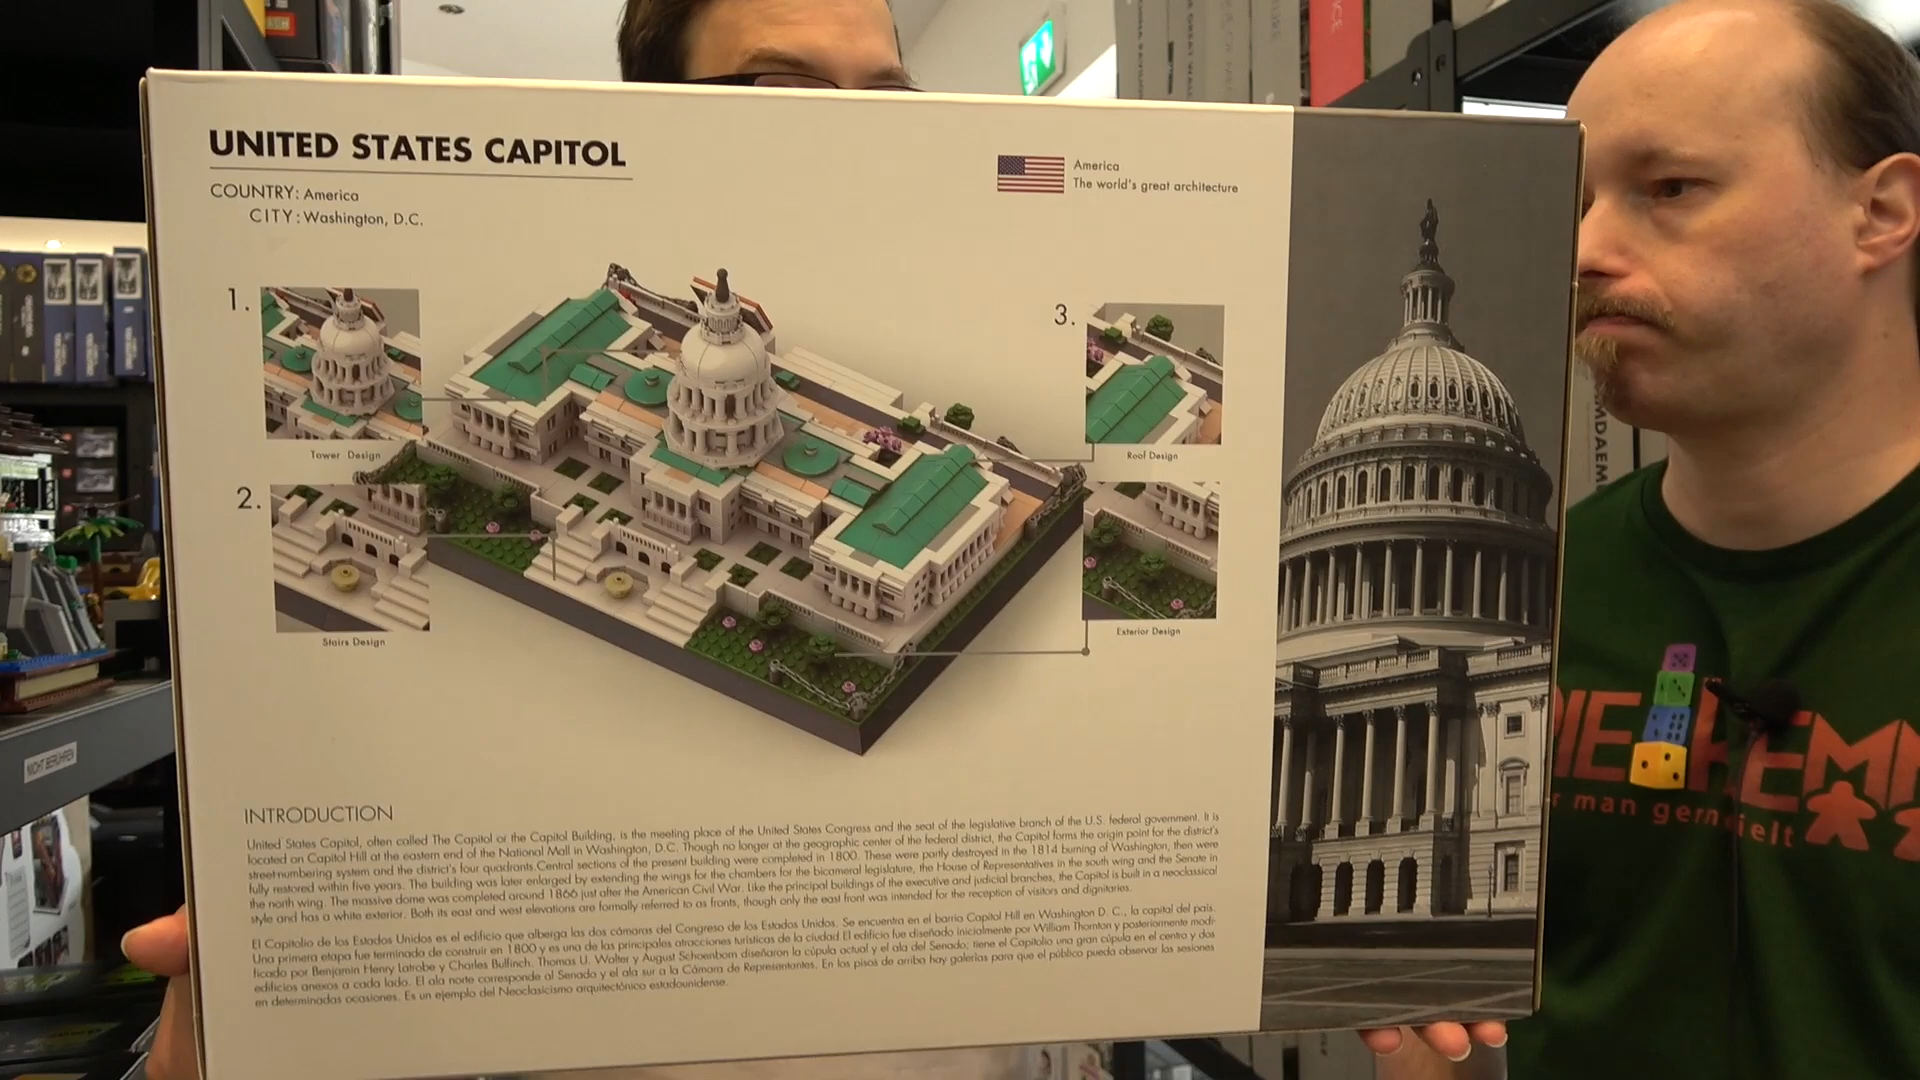 UNITED STATES CAPITOL
COUNTRY: America
CITY: Washington, D.C.
America
The world's great architecture
1.
Tower Design
2.
Stairs Design
3.
Roof Design
Exterior Design
INTRODUCTION
United States Capitol, often called The Capitol or the Capitol Building, is the meeting place of the United States Congress and the seat of the legislative branch of the U.S. federal government. It is
located on Capitol Hill at the eastern end of the National Mall in Washington, D.C. Though no longer at the geographic center of the federal district, the Capitol forms the origin point for the district's
street-numbering system and the district's four quadrants.Central sections of the present building were completed in 1800. These were partly destroyed in the 1814 burning of Washington, then were
fully restored within five years. The building was later enlarged by extending the wings for the chambers for the bicameral legislature, the House of Representatives in the south wing and the Senate in
the north wing. The massive dome was completed around 1866 just after the American Civil War. Like the principal buildings of the executive and judicial branches, the Capitol is built in a neoclassical
style and has a white exterior. Both its east and west elevations are formally referred to as fronts, though only the east front was intended for the reception of visitors and dignitaries.
El Capitolio de los Estados Unidos es el edificio que alberga las dos cámaras del Congreso de los Estados Unidos. Se encuentra en el barrio Capitol Hill en Washington D. C., la capital del país.
Una primera etapa fue terminada de construir en 1800 y es una de las principales atracciones turísticas de la ciudad.El edificio fue diseñado inicialmente por William Thornton y posteriormente modi-
ficado por Benjamin Henry Latrobe y Charles Bulfinch. Thomas U. Walter y August Schoenborn diseñaron la cúpula actual y el ala del Senado; tiene el Capitolio una gran cúpula en el centro y dos
edificios anexos a cada lado. El ala norte corresponde al Senado y el ala sur a la Cámara de Representantes. En los pisos de arriba hay galerías para que el público pueda observar las sesiones
en determinadas ocasiones. Es un ejemplo del Neoclasicismo arquitectónico estadounidense.
NICHT BERÜHREN
man gern